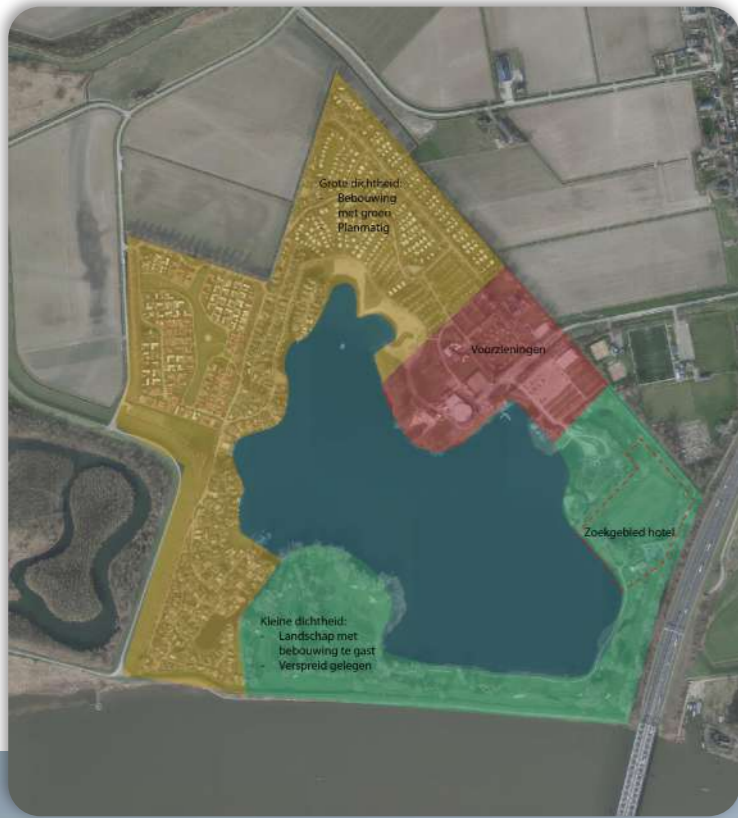 Grote dichtheid:
- Bebouwing
met groen
Planmatig
Voorzieningen
Zoekgebied hotel
Kleine dichtheid:
- Landschap met
bebouwing te gast
- Verspreid gelegen